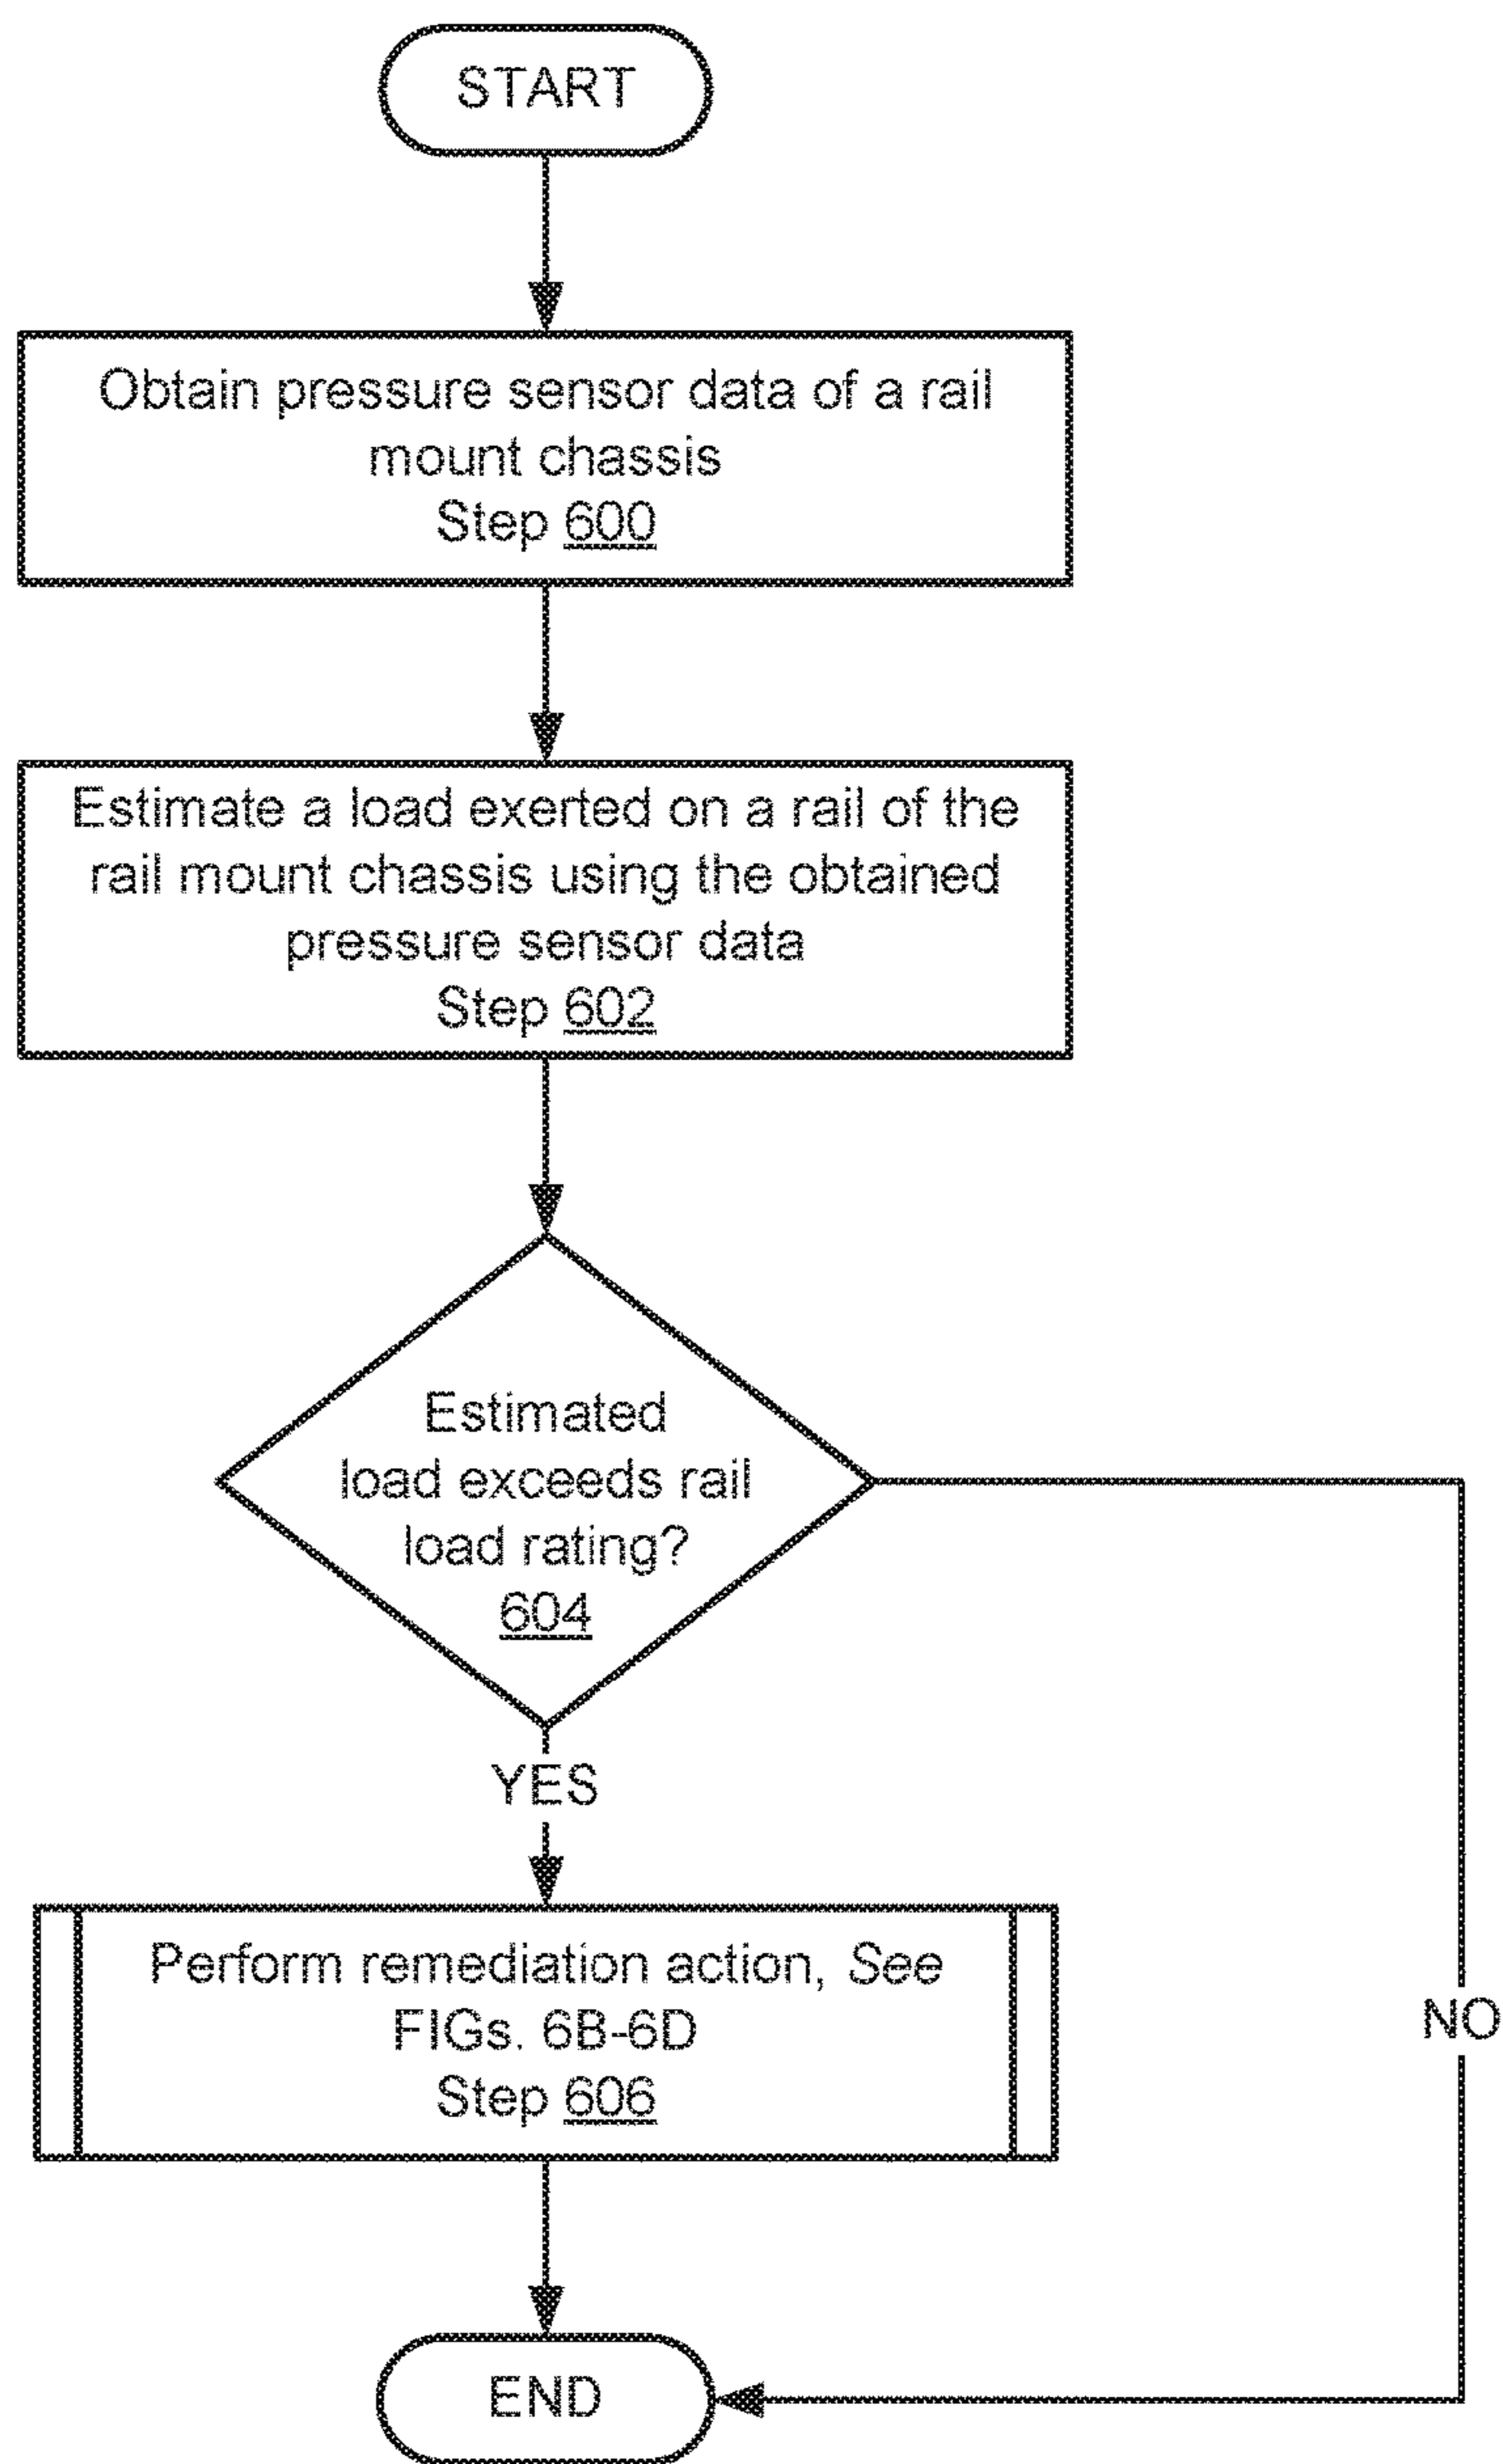 START
Obtain pressure sensor data of a rail
mount chassis
Step 600
Estimate a load exerted on a rail of the
rail mount chassis using the obtained
pressure sensor data
Step 602
Estimated
load exceeds rail
load rating?
604
YES
Perform remediation action, See
FIGs. 6B-6D
Step 606
NO
END